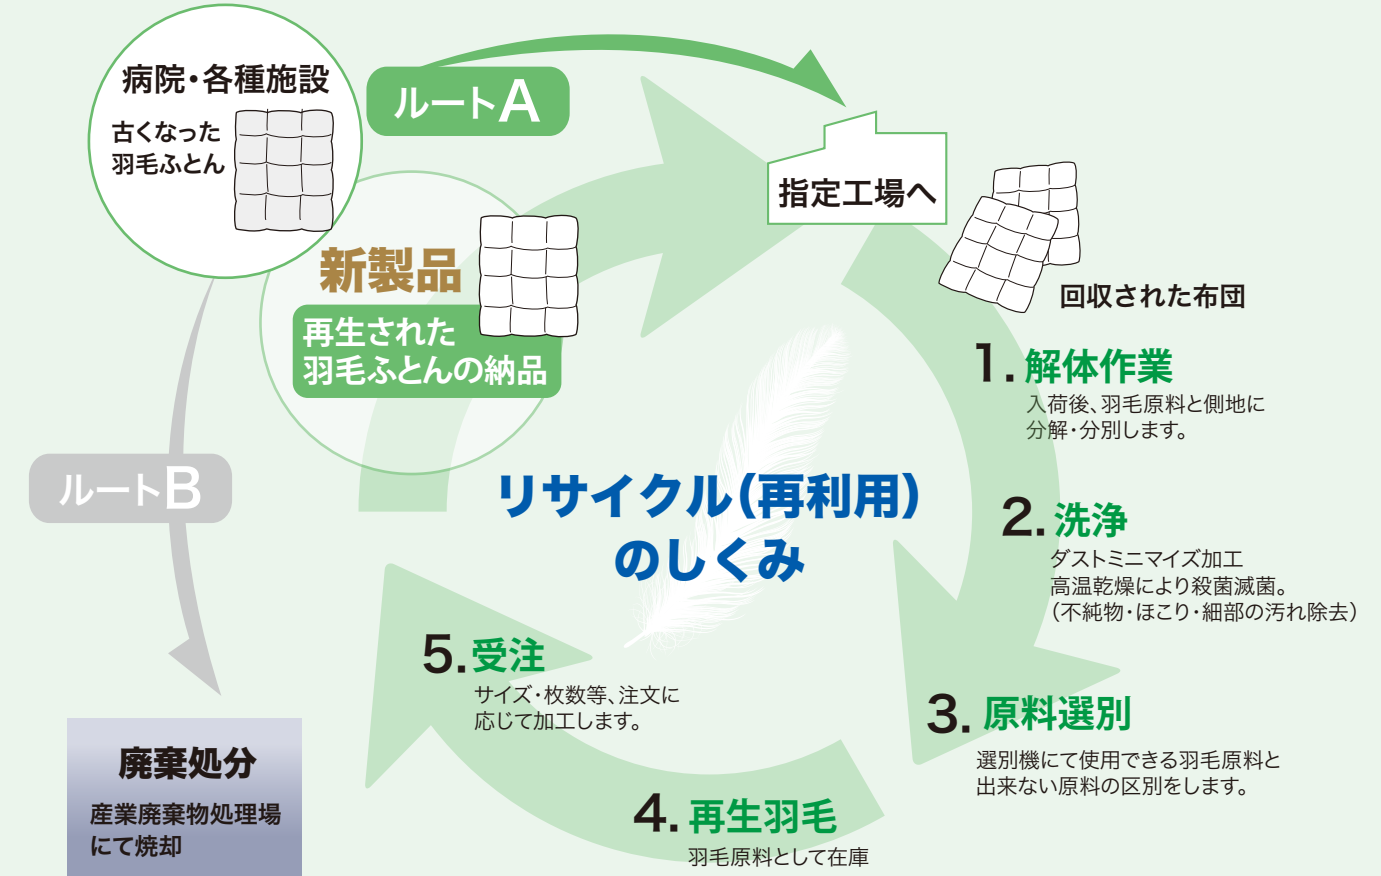 病院・各種施設
古くなった
羽毛ふとん
ルートA
指定工場へ
新製品
再生された
羽毛ふとんの納品
回収された布団
1. 解体作業
入荷後、羽毛原料と側地に
分解・分別します。
ルートB
リサイクル(再利用)
のしくみ
2. 洗浄
ダストミニマイズ加工
高温乾燥により殺菌滅菌。
(不純物・ほこり・細部の汚れ除去)
3. 原料選別
選別機にて使用できる羽毛原料と
出来ない原料の区別をします。
4. 再生羽毛
羽毛原料として在庫
5. 受注
サイズ・枚数等、注文に
応じて加工します。
廃棄処分
産業廃棄物処理場
にて焼却